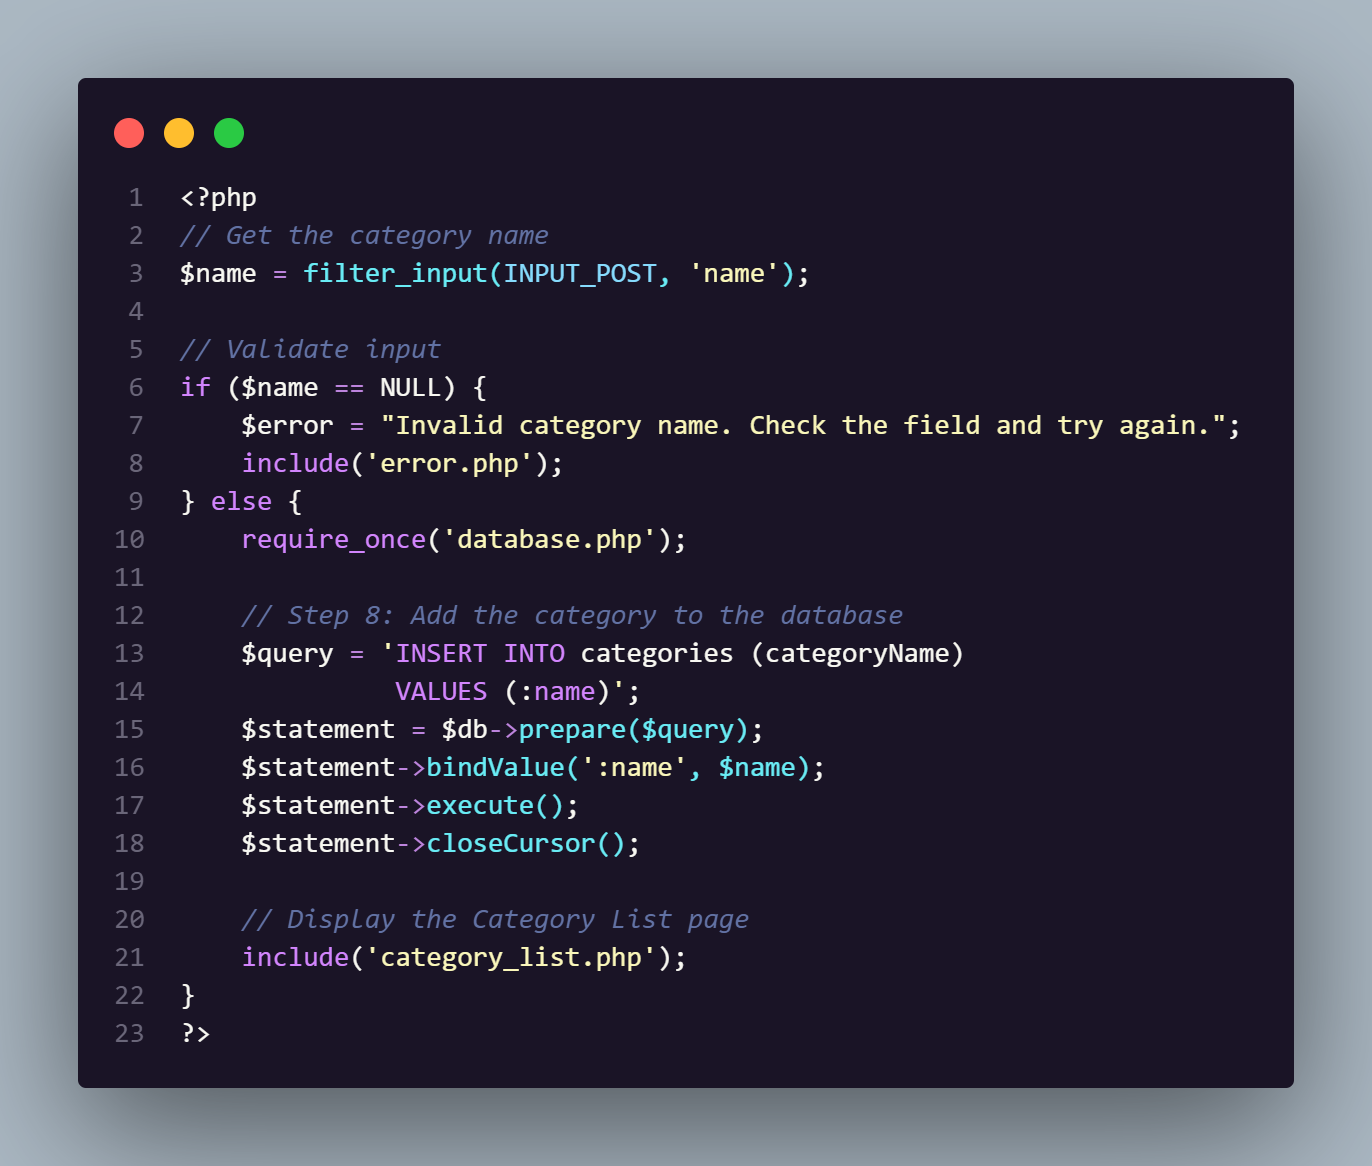 1 <?php
2 // Get the category name
3 $name = filter_input(INPUT_POST, 'name');
4
5 // Validate input
6 if ($name == NULL) {
7     $error = "Invalid category name. Check the field and try again.";
8     include('error.php');
9 } else {
10     require_once('database.php');
11
12     // Step 8: Add the category to the database
13     $query = 'INSERT INTO categories (categoryName)
14               VALUES (:name)';
15     $statement = $db->prepare($query);
16     $statement->bindValue(':name', $name);
17     $statement->execute();
18     $statement->closeCursor();
19
20     // Display the Category List page
21     include('category_list.php');
22 }
23 ?>